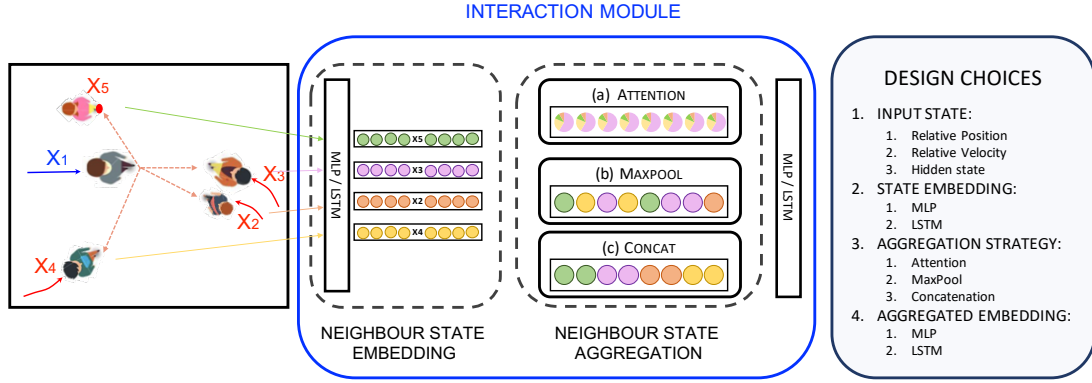 INTERACTION MODULE
X5
X1
X3
X2
X4
MLP / LSTM
X5
X3
X2
X4
NEIGHBOUR STATE
EMBEDDING
(a) ATTENTION
(b) MAXPOOL
(c) CONCAT
NEIGHBOUR STATE
AGGREGATION
MLP / LSTM
DESIGN CHOICES
1. INPUT STATE:
1. Relative Position
2. Relative Velocity
3. Hidden state
2. STATE EMBEDDING:
1. MLP
2. LSTM
3. AGGREGATION STRATEGY:
1. Attention
2. MaxPool
3. Concatenation
4. AGGREGATED EMBEDDING:
1. MLP
2. LSTM